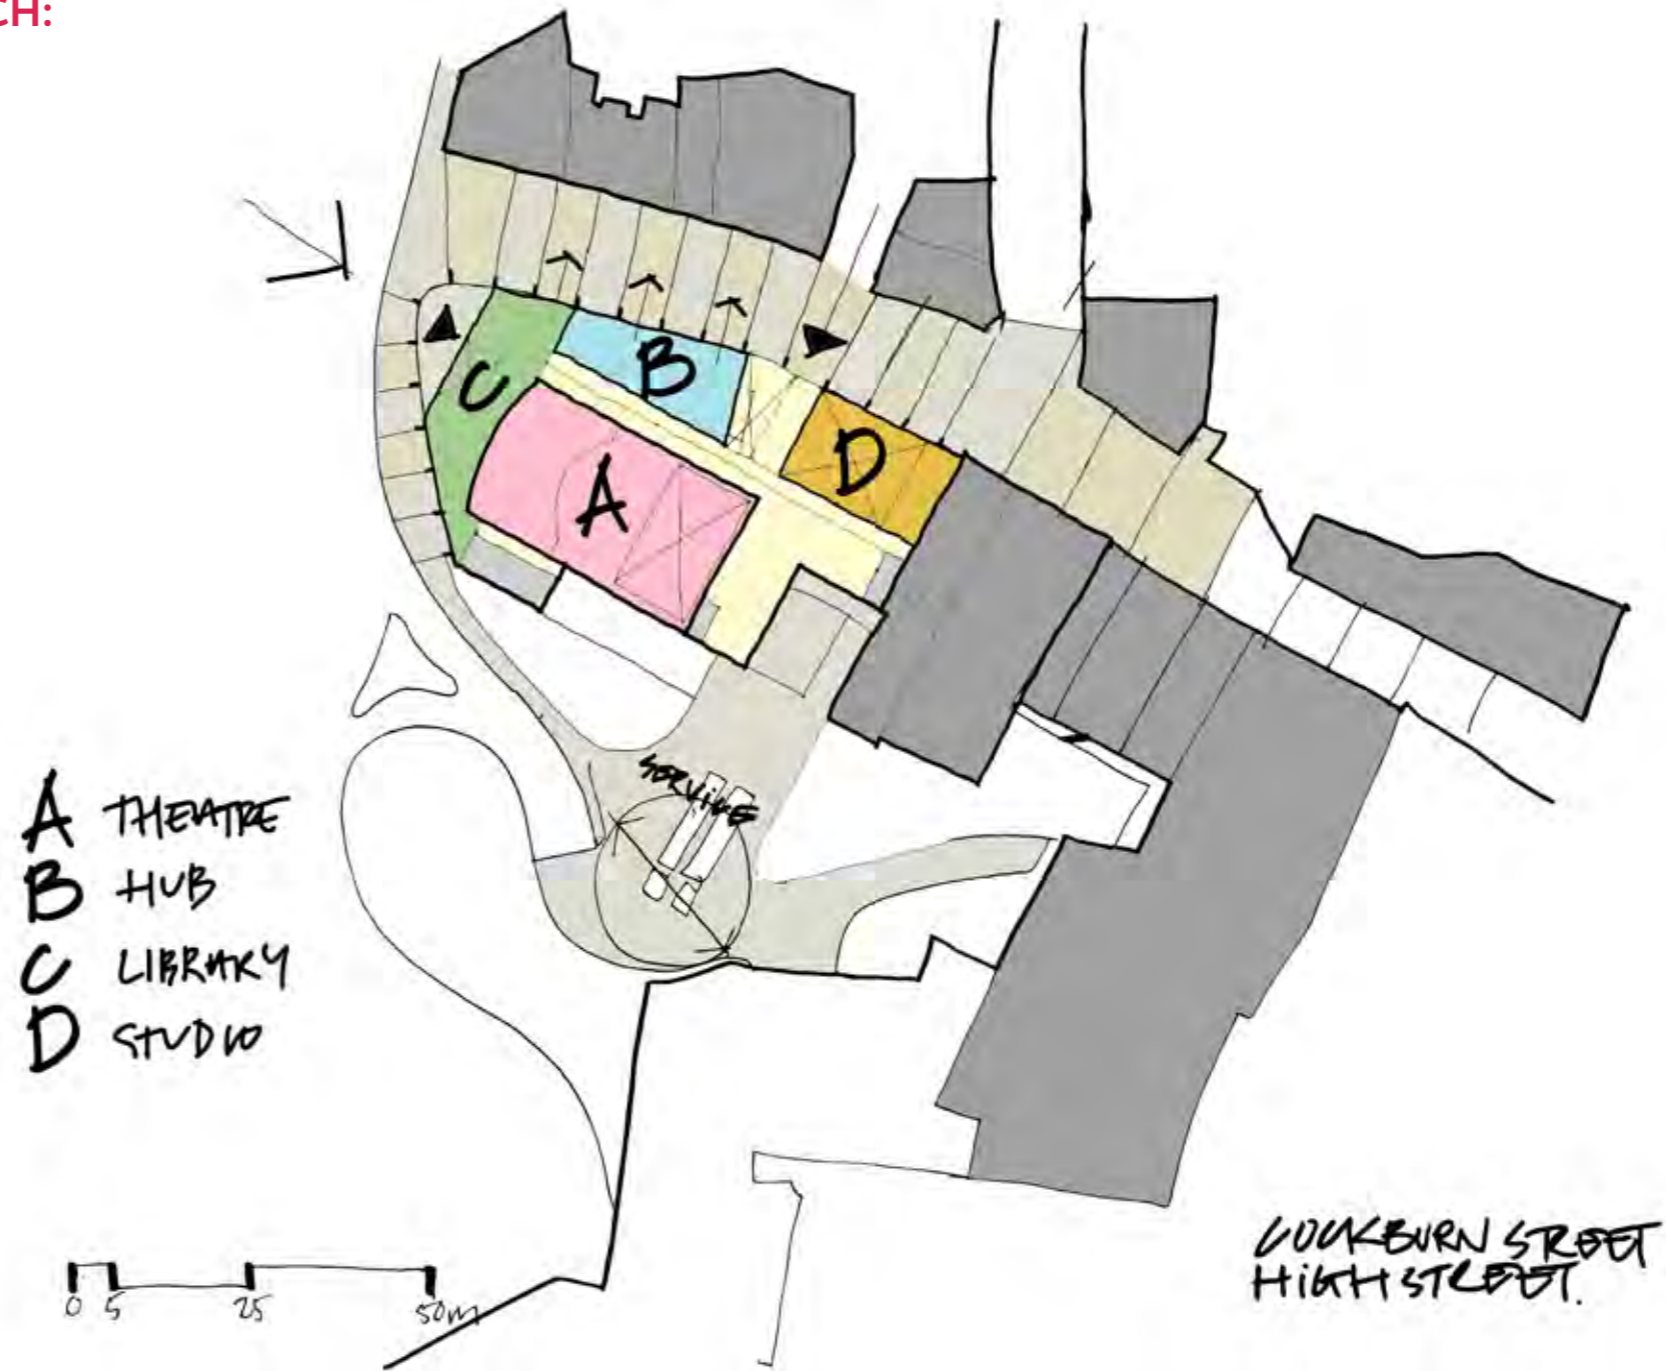 CH:
C
B
D
A
SERVICE
A THEATRE
B HUB
C LIBRARY
D STUDIO
0 5 25 50m
COCKBURN STREET
HIGH STREET.